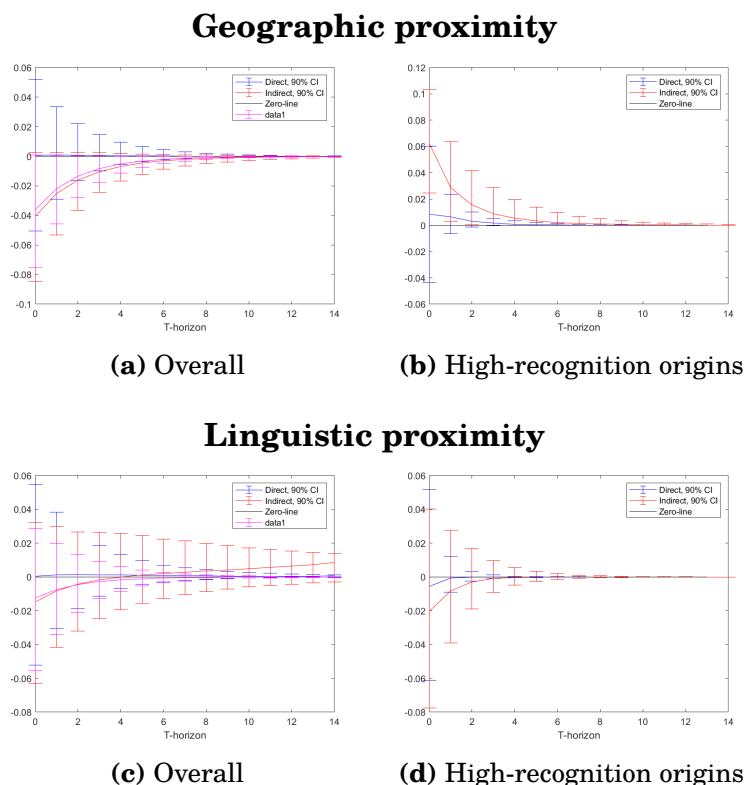 Geographic proximity
0.06
0.04
0.02
0
-0.02
-0.04
-0.06
-0.08
-0.1
0 2 4 6 8 10 12 14
T-horizon
Direct, 90% CI
Indirect, 90% CI
Zero-line
data1
(a) Overall
0.12
0.1
0.08
0.06
0.04
0.02
0
-0.02
-0.04
-0.06
0 2 4 6 8 10 12 14
T-horizon
Direct, 90% CI
Indirect, 90% CI
Zero-line
(b) High-recognition origins
Linguistic proximity
0.06
0.04
0.02
0
-0.02
-0.04
-0.06
-0.08
0 2 4 6 8 10 12 14
T-horizon
Direct, 90% CI
Indirect, 90% CI
Zero-line
data1
(c) Overall
0.06
0.04
0.02
0
-0.02
-0.04
-0.06
-0.08
0 2 4 6 8 10 12 14
T-horizon
Direct, 90% CI
Indirect, 90% CI
Zero-line
(d) High-recognition origins